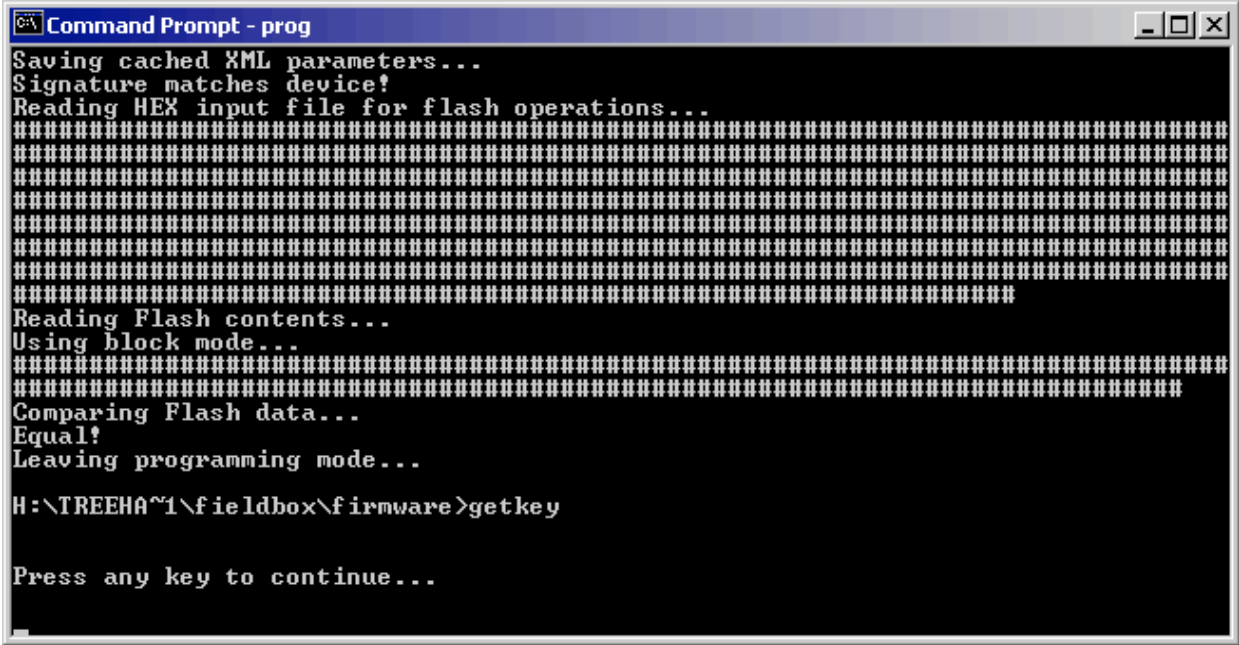 Command Prompt - prog
Saving cached XML parameters...
Signature matches device!
Reading HEX input file for flash operations...
################################################################################
################################################################################
################################################################################
################################################################################
################################################################################
################################################################################
################################################################################
##################################################################
Reading Flash contents...
Using block mode...
################################################################################
#############################################################################
Comparing Flash data...
Equal!
Leaving programming mode...
H:\TREEHA~1\fieldbox\firmware>getkey
Press any key to continue...